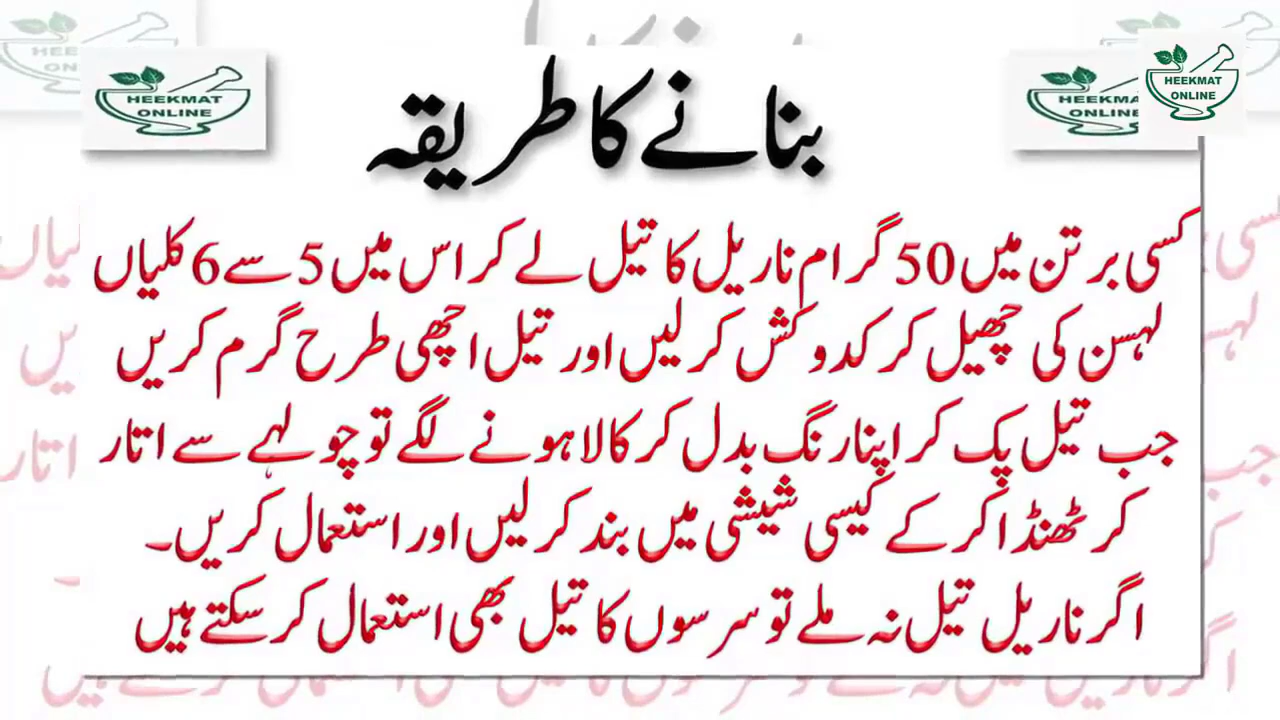 HEEKMAT
ONLINE
HEEKMAT
ONLINE
HEEKMAT
ONLINE
بنانے کا طریقہ
کسی برتن میں 50 گرام ناریل کا تیل لے کر اس میں 5 سے 6 کلیاں
لہسن کی چھیل کر کدوکش کر لیں اور تیل اچھی طرح گرم کریں
جب تیل پک کر اپنا رنگ بدل کر کالا ہونے لگے تو چولہے سے اتار
کر ٹھنڈا کر کے کیسی شیشی میں بند کر لیں اور استعمال کریں۔
اگر ناریل تیل نہ ملے تو سرسوں کا تیل بھی استعمال کر سکتے ہیں